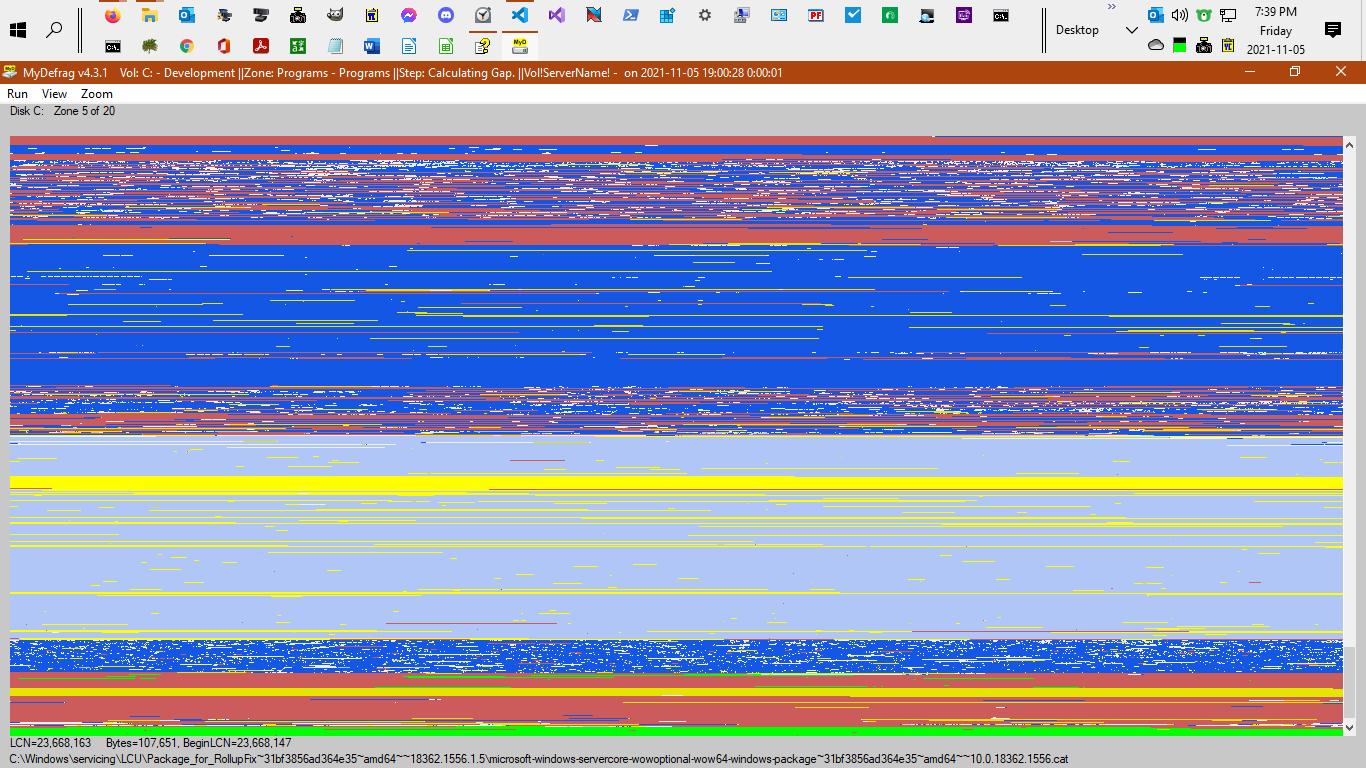 7:39 PM
Desktop
Friday
2021-11-05
MyDefrag v4.3.1    Vol: C: - Development ||Zone: Programs - Programs ||Step: Calculating Gap. ||Vol!ServerName! -  on 2021-11-05 19:00:28 0:00:01
Run View Zoom
Disk C:   Zone 5 of 20
LCN=23,668,163     Bytes=107,651, BeginLCN=23,668,147
C:\Windows\servicing\LCU\Package_for_RollupFix~31bf3856ad364e35~amd64~~18362.1556.1.5\microsoft-windows-servercore-wowoptional-wow64-windows-package~31bf3856ad364e35~amd64~~10.0.18362.1556.cat